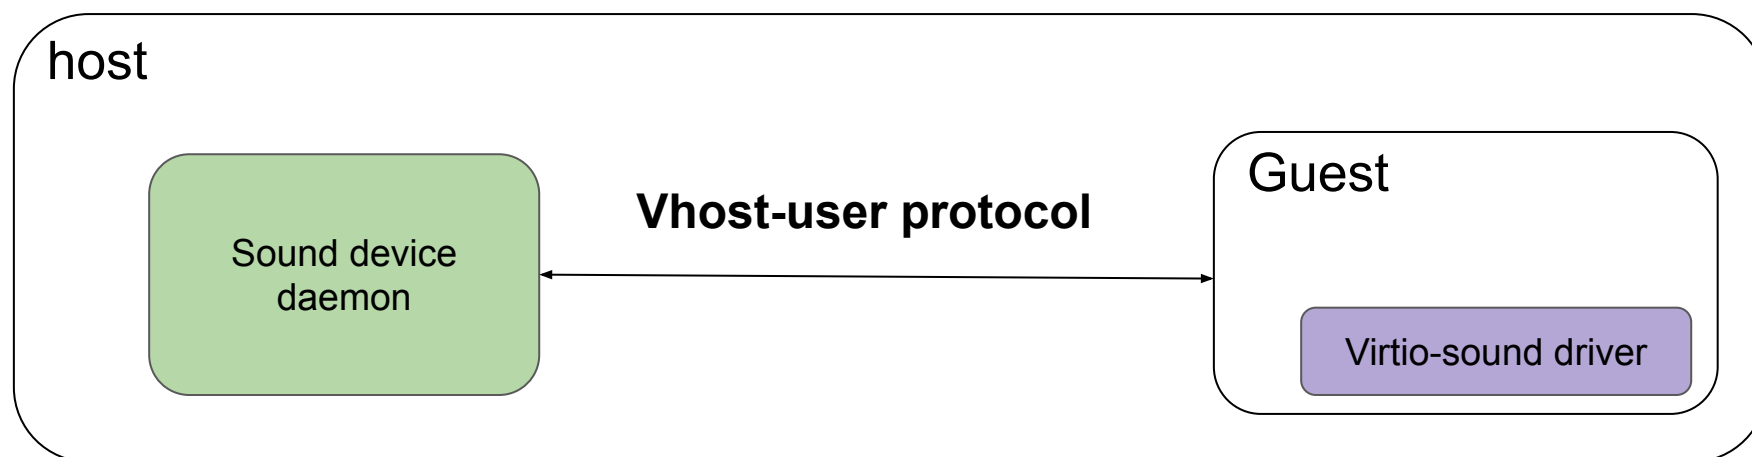 host
Guest
Vhost-user protocol
Sound device
daemon
Virtio-sound driver